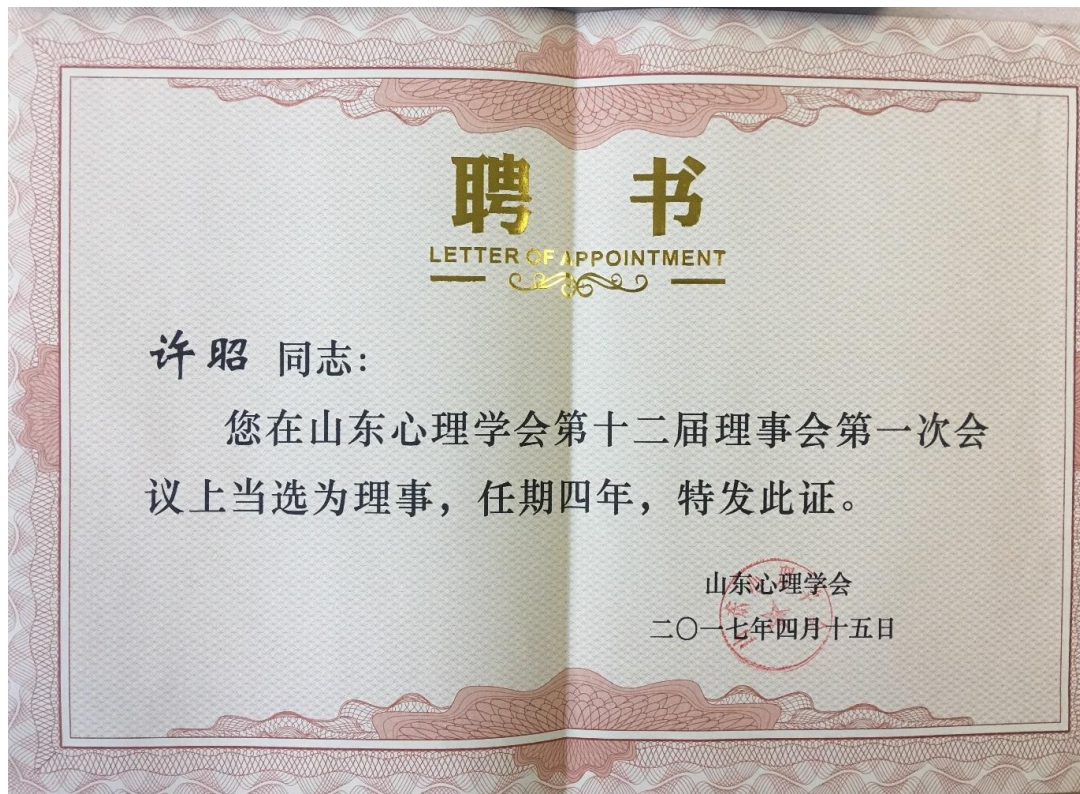 聘 书
LETTER OF APPOINTMENT
许昭 同志:
您在山东心理学会第十二届理事会第一次会
议上当选为理事,任期四年,特发此证。
山东心理学会
二〇一七年四月十五日